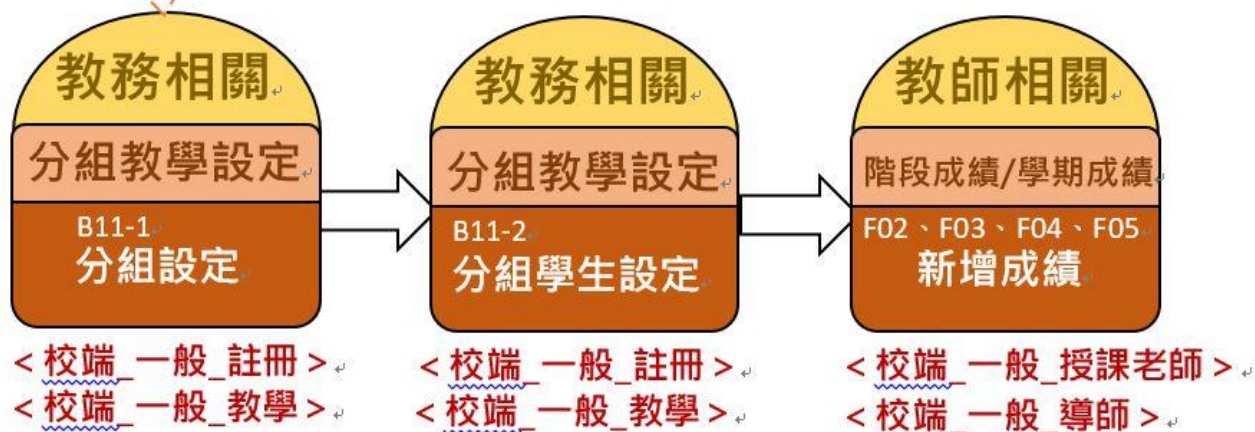 教務相關
分組教學設定
B11-1
分組設定
<校端_一般_註冊>
<校端_一般_教學>
教務相關
分組教學設定
B11-2
分組學生設定
<校端_一般_註冊>
<校端_一般_教學>
教師相關
階段成績/學期成績
F02、F03、F04、F05
新增成績
<校端_一般_授課老師>
<校端_一般_導師>